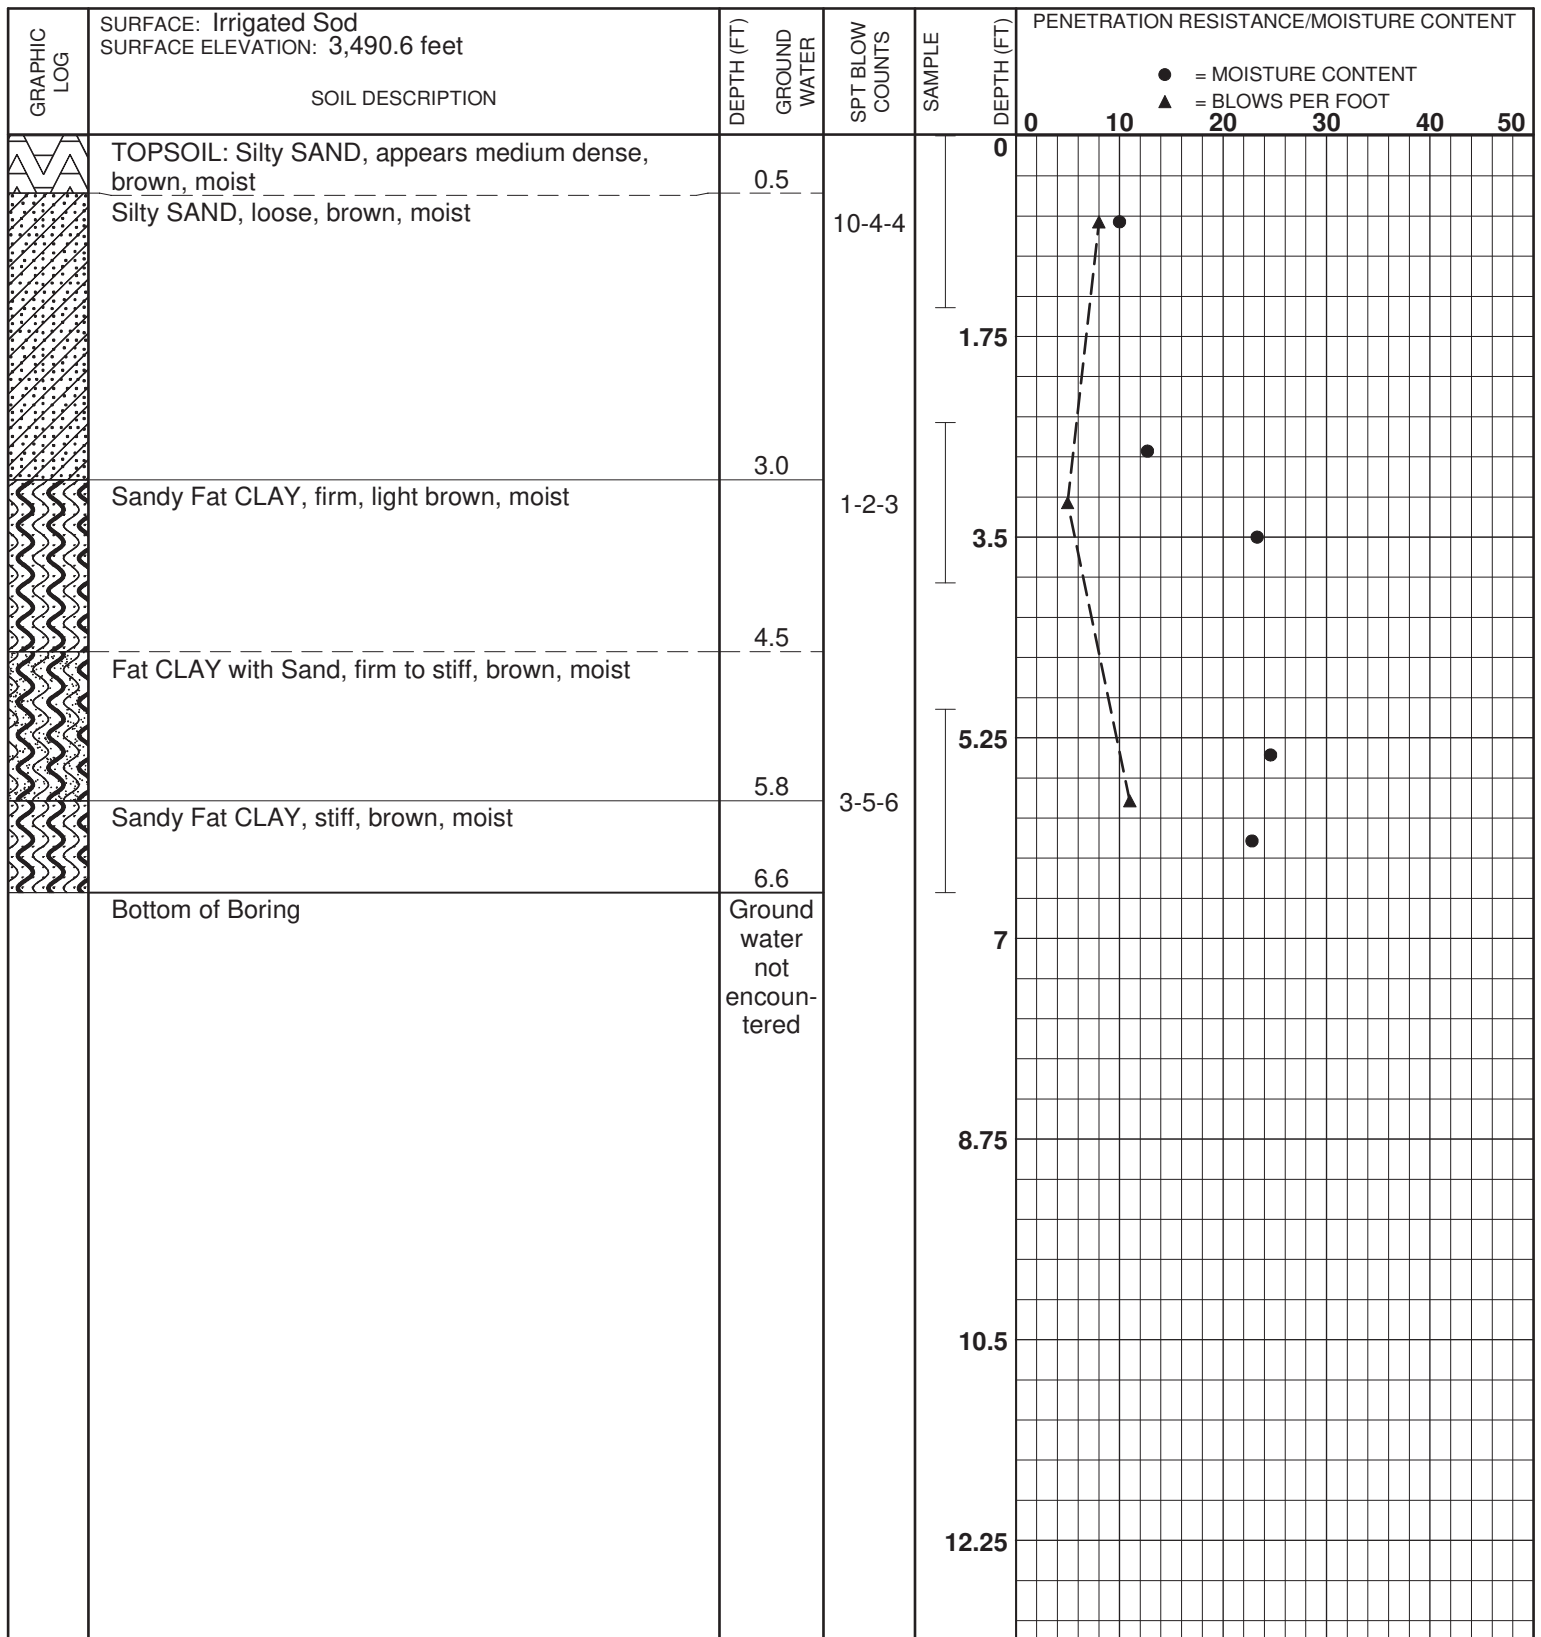 GRAPHIC
LOG
SURFACE: Irrigated Sod
SURFACE ELEVATION: 3,490.6 feet
SOIL DESCRIPTION
DEPTH (FT)
GROUND
WATER
SPT BLOW
COUNTS
SAMPLE
DEPTH (FT)
PENETRATION RESISTANCE/MOISTURE CONTENT
= MOISTURE CONTENT
= BLOWS PER FOOT
0 10 20 30 40 50
TOPSOIL: Silty SAND, appears medium dense,
brown, moist
0.5
Silty SAND, loose, brown, moist
10-4-4
3.0
Sandy Fat CLAY, firm, light brown, moist
1-2-3
4.5
Fat CLAY with Sand, firm to stiff, brown, moist
5.8
3-5-6
Sandy Fat CLAY, stiff, brown, moist
6.6
Bottom of Boring
Ground
water
not
encoun-
tered
0
1.75
3.5
5.25
7
8.75
10.5
12.25